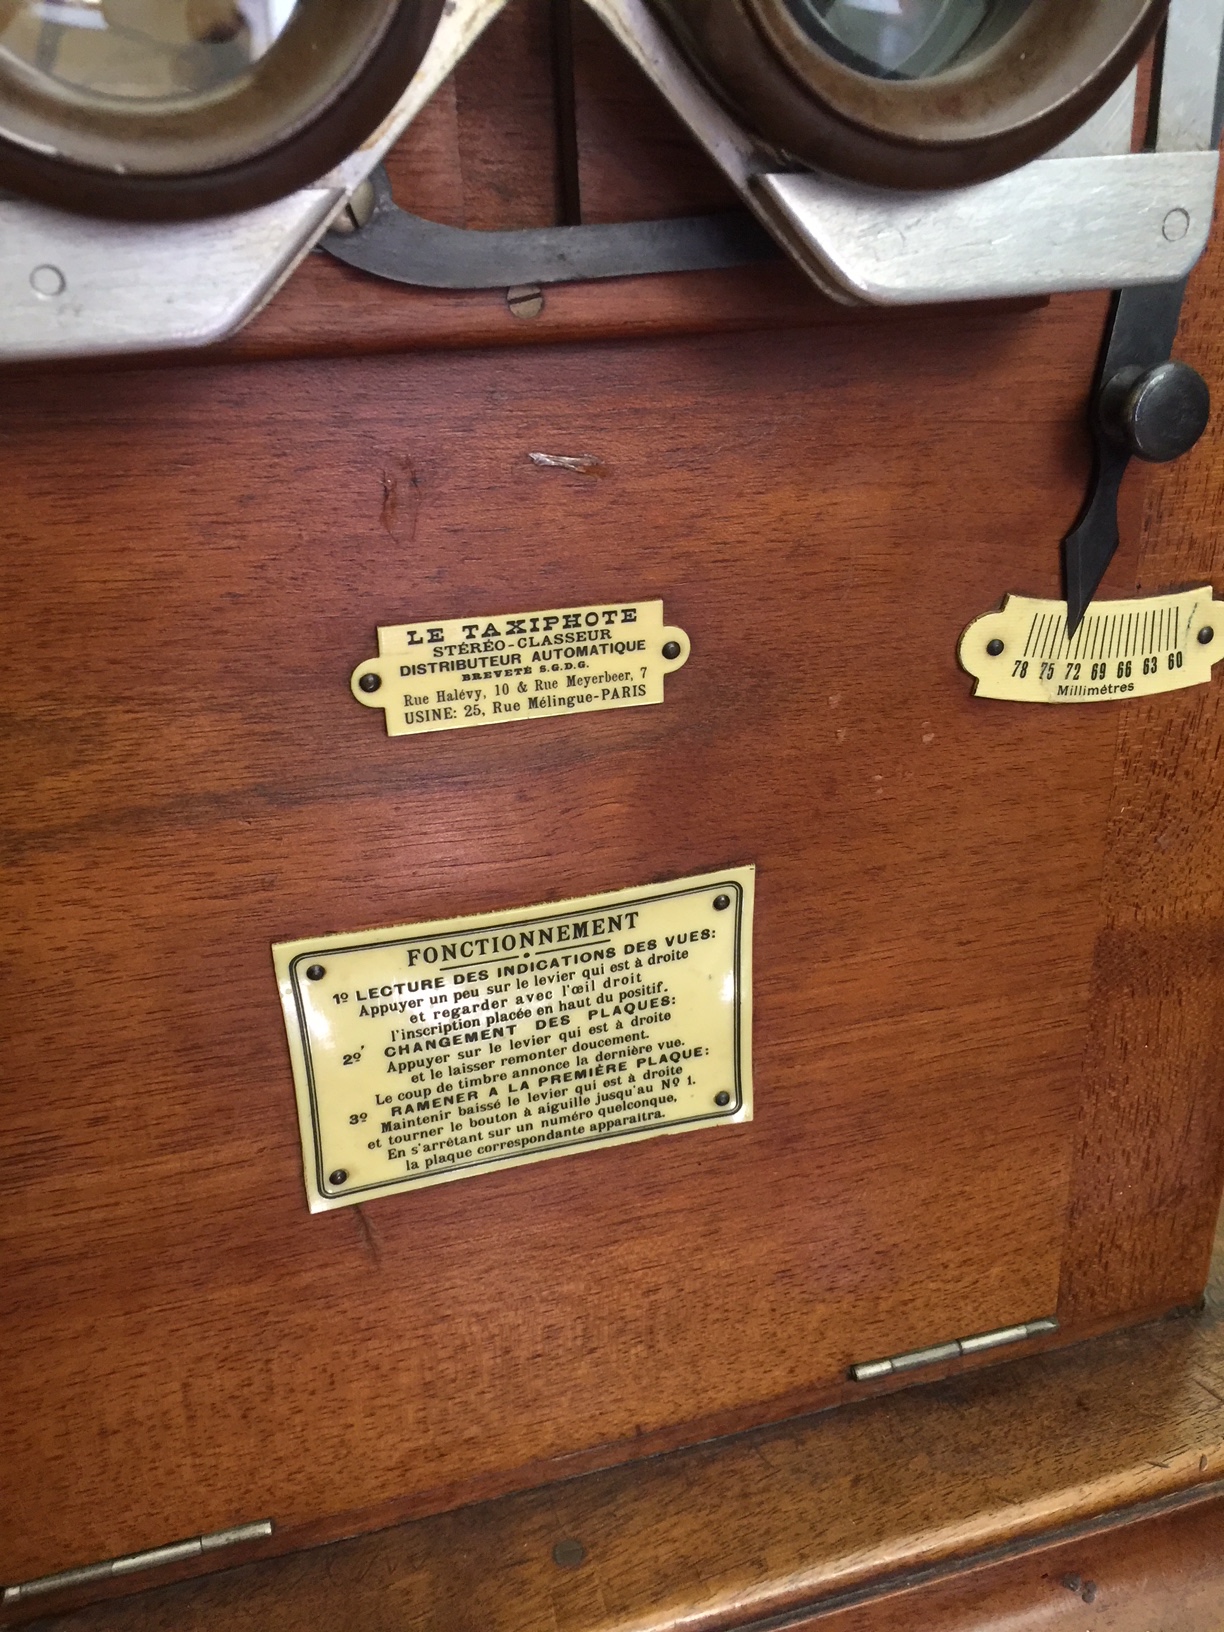 LE TAXIPHOTE
STÉRÉO-CLASSEUR
DISTRIBUTEUR AUTOMATIQUE
BREVETÉ S.G.D.G.
Rue Halévy, 10 & Rue Meyerbeer, 7
USINE: 25, Rue Mélingue-PARIS
78 75 72 69 66 63 60
Millimètres
FONCTIONNEMENT
1º LECTURE DES INDICATIONS DES VUES:
Appuyer un peu sur le levier qui est à droite
et regarder avec l'œil droit
l'inscription placée en haut du positif.
2º CHANGEMENT DES PLAQUES:
Appuyer sur le levier qui est à droite
et le laisser remonter doucement.
Le coup de timbre annonce la dernière vue.
3º RAMENER A LA PREMIÈRE PLAQUE:
Maintenir baissé le levier qui est à droite
et tourner le bouton à aiguille jusqu'au Nº 1.
En s'arrêtant sur un numéro quelconque,
la plaque correspondante apparaitra.